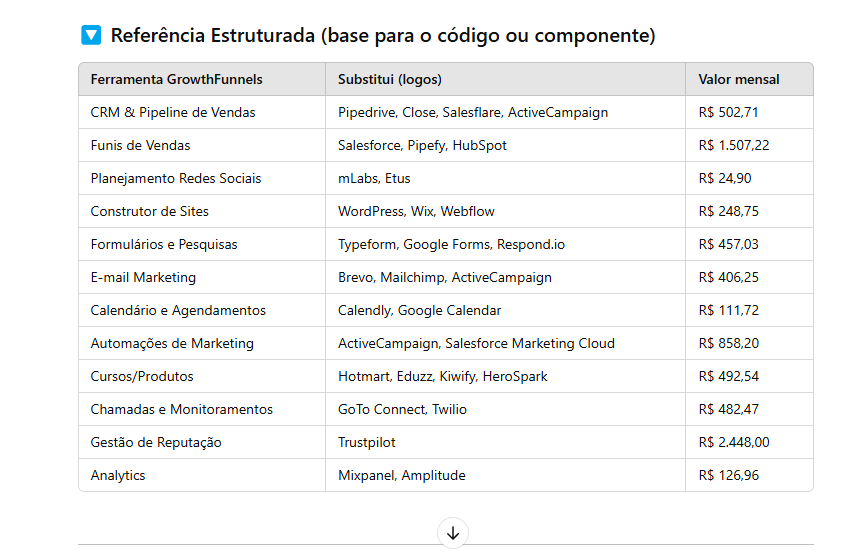 Referência Estruturada (base para o código ou componente)
Ferramenta GrowthFunnels Substitui (logos) Valor mensal
CRM & Pipeline de Vendas Pipedrive, Close, Salesflare, ActiveCampaign R$ 502,71
Funis de Vendas Salesforce, Pipefy, HubSpot R$ 1.507,22
Planejamento Redes Sociais mLabs, Etus R$ 24,90
Construtor de Sites WordPress, Wix, Webflow R$ 248,75
Formulários e Pesquisas Typeform, Google Forms, Respond.io R$ 457,03
E-mail Marketing Brevo, Mailchimp, ActiveCampaign R$ 406,25
Calendário e Agendamentos Calendly, Google Calendar R$ 111,72
Automações de Marketing ActiveCampaign, Salesforce Marketing Cloud R$ 858,20
Cursos/Produtos Hotmart, Eduzz, Kiwify, HeroSpark R$ 492,54
Chamadas e Monitoramentos GoTo Connect, Twilio R$ 482,47
Gestão de Reputação Trustpilot R$ 2.448,00
Analytics Mixpanel, Amplitude R$ 126,96